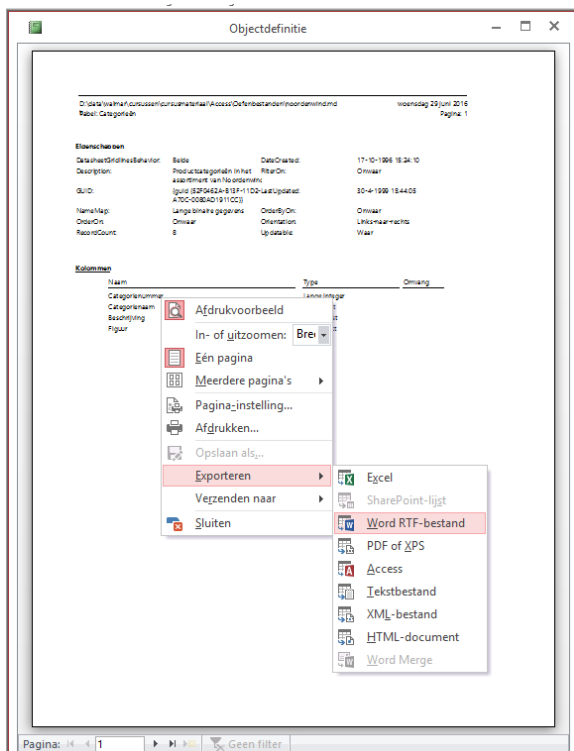 Objectdefinitie
D:\data\walmar\cursussen\cursusmateriaal\Access\Oefenbestanden\noordenwind.md woensdag 29 juni 2016
Tabel: Categorieën Pagina: 1
Eigenschappen
DatasheetGridlinesBehavior: Beide DateCreated: 17-10-1996 15:24:10
Description: Productcategorieën in het FilterOn: Onwaar
assortiment van Noordenwind
GUID: LastUpdated: 30-4-1999 15:44:05
NameMap: Lange binaire gegevens OrderByOn: Onwaar
OrderOn: Onwaar Orientation: Links-naar-rechts
RecordCount: 8 Updatable: Waar
Kolommen
Naam Type Omvang
Categorienummer Lange integer
Categorienaam
Beschrijving
Figuur
Afdrukvoorbeeld
In- of uitzoomen:
Eén pagina
Meerdere pagina's
Pagina-instelling...
Afdrukken...
Opslaan als...
Exporteren
Verzenden naar
Sluiten
Excel
SharePoint-lijst
Word RTF-bestand
PDF of XPS
Access
Tekstbestand
XML-bestand
HTML-document
Word Merge
Pagina: 1 Geen filter